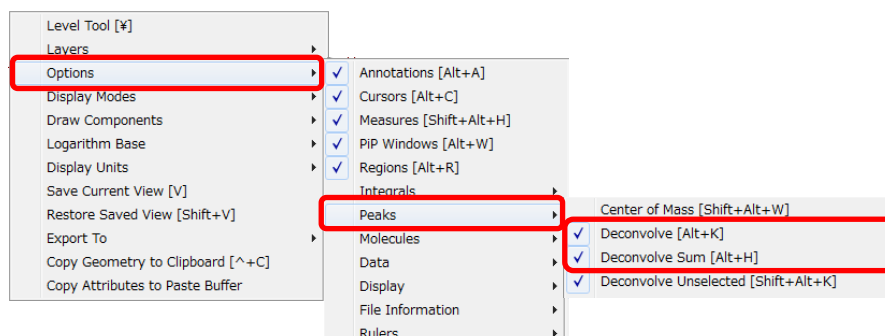 Level Tool [¥]
Layers
Options
Display Modes
Draw Components
Logarithm Base
Display Units
Save Current View [V]
Restore Saved View [Shift+V]
Export To
Copy Geometry to Clipboard [^+C]
Copy Attributes to Paste Buffer
Annotations [Alt+A]
Cursors [Alt+C]
Measures [Shift+Alt+H]
PiP Windows [Alt+W]
Regions [Alt+R]
Integrals
Peaks
Molecules
Data
Display
File Information
Rulers
Center of Mass [Shift+Alt+W]
Deconvolve [Alt+K]
Deconvolve Sum [Alt+H]
Deconvolve Unselected [Shift+Alt+K]